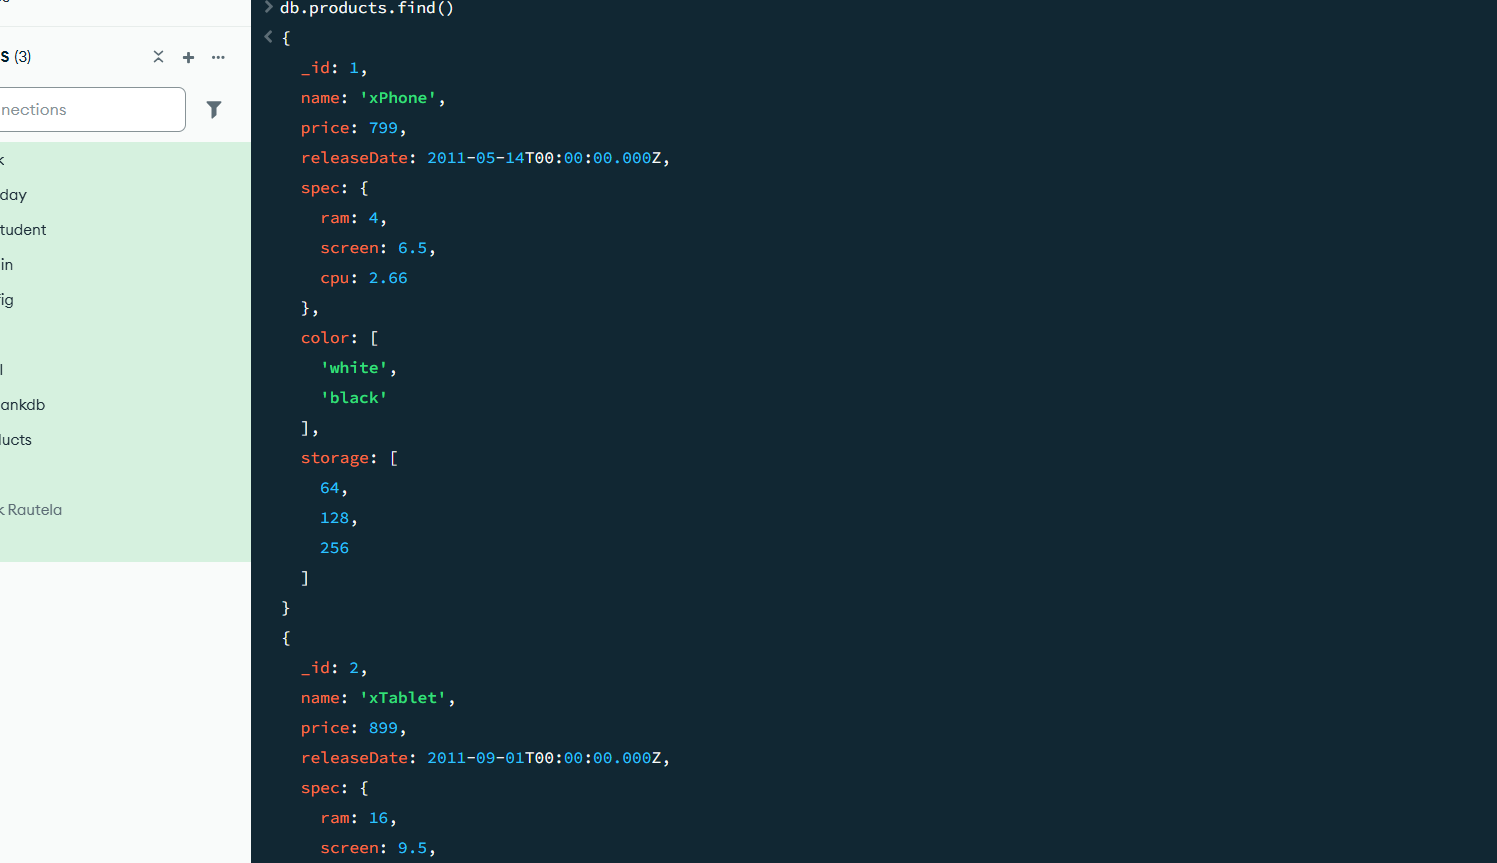 S (3)
nections
day
tudent
in
ig
ankdb
lucts
k Rautela
db.products.find()
{
_id: 1,
name: 'xPhone',
price: 799,
releaseDate: 2011-05-14T00:00:00.000Z,
spec: {
ram: 4,
screen: 6.5,
cpu: 2.66
},
color: [
'white',
'black'
],
storage: [
64,
128,
256
]
}
{
_id: 2,
name: 'xTablet',
price: 899,
releaseDate: 2011-09-01T00:00:00.000Z,
spec: {
ram: 16,
screen: 9.5,